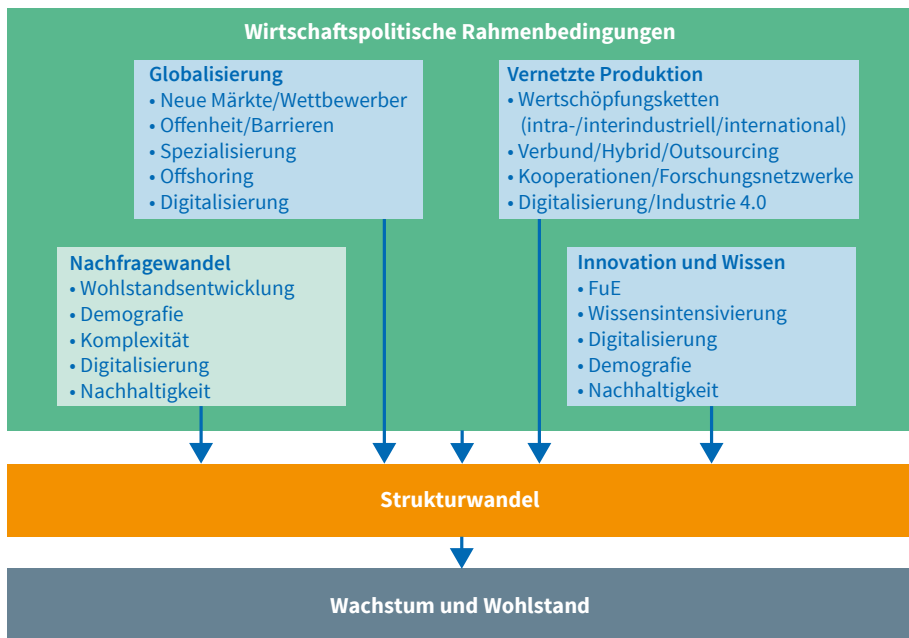 Wirtschaftspolitische Rahmenbedingungen
Globalisierung
• Neue Märkte/Wettbewerber
• Offenheit/Barrieren
• Spezialisierung
• Offshoring
• Digitalisierung
Vernetzte Produktion
• Wertschöpfungsketten
(intra-/interindustriell/international)
• Verbund/Hybrid/Outsourcing
• Kooperationen/Forschungsnetzwerke
• Digitalisierung/Industrie 4.0
Nachfragewandel
• Wohlstandsentwicklung
• Demografie
• Komplexität
• Digitalisierung
• Nachhaltigkeit
Innovation und Wissen
• FuE
• Wissensintensivierung
• Digitalisierung
• Demografie
• Nachhaltigkeit
Strukturwandel
Wachstum und Wohlstand